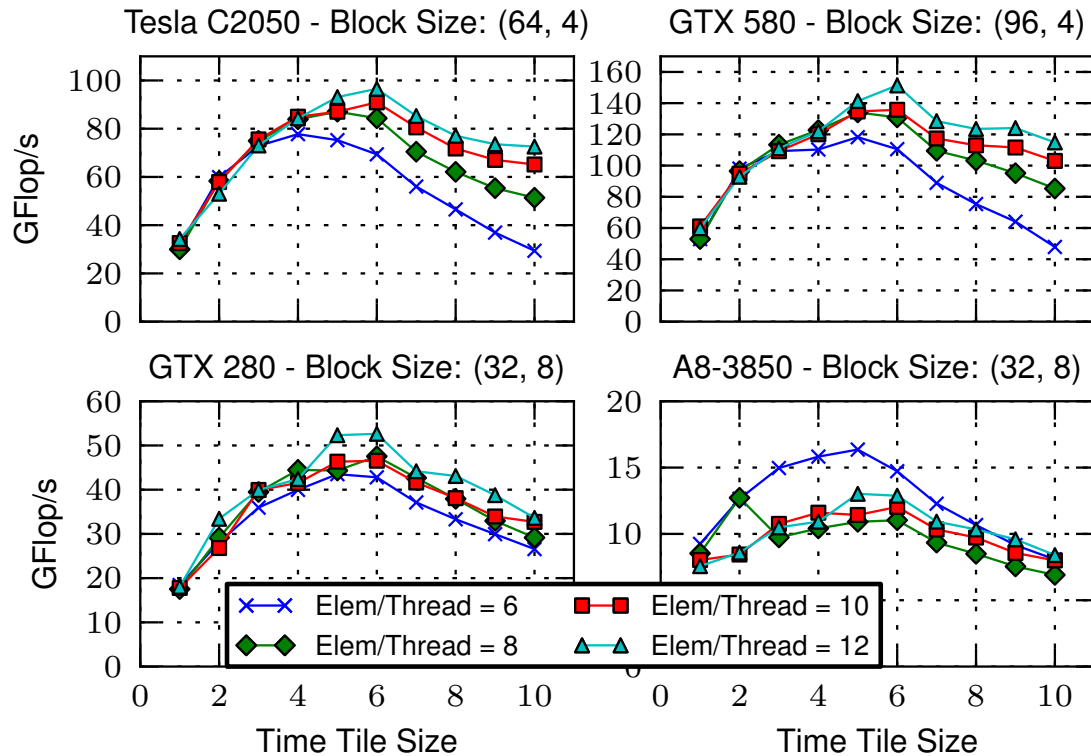 Tesla C2050 - Block Size: (64, 4)
GTX 580 - Block Size: (96, 4)
GFlop/s
100
80
60
40
20
0
160
140
120
100
80
60
40
20
0
GTX 280 - Block Size: (32, 8)
A8-3850 - Block Size: (32, 8)
GFlop/s
60
50
40
30
20
10
0
20
15
10
0
Elem/Thread = 6
Elem/Thread = 8
Elem/Thread = 10
Elem/Thread = 12
0 2 4 6 8 10
0 2 4 6 8 10
Time Tile Size
Time Tile Size